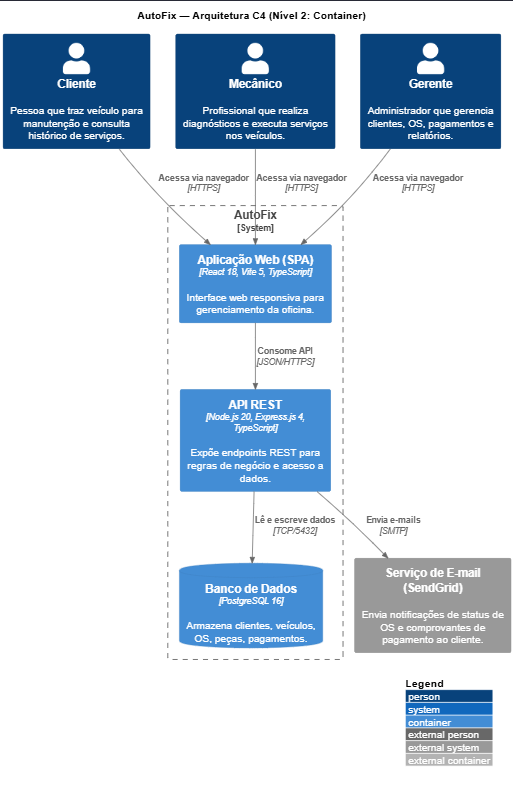 AutoFix — Arquitetura C4 (Nível 2: Container)
Cliente
Pessoa que traz veículo para
manutenção e consulta
histórico de serviços.
Mecânico
Profissional que realiza
diagnósticos e executa serviços
nos veículos.
Gerente
Administrador que gerencia
clientes, OS, pagamentos e
relatórios.
Acessa via navegador
[HTTPS]
Acessa via navegador
[HTTPS]
Acessa via navegador
[HTTPS]
AutoFix
[System]
Aplicação Web (SPA)
[React 18, Vite 5, TypeScript]
Interface web responsiva para
gerenciamento da oficina.
Consome API
[JSON/HTTPS]
API REST
[Node.js 20, Express.js 4,
TypeScript]
Expõe endpoints REST para
regras de negócio e acesso a
dados.
Lê e escreve dados
[TCP/5432]
Envia e-mails
[SMTP]
Banco de Dados
[PostgreSQL 16]
Armazena clientes, veículos,
OS, peças, pagamentos.
Serviço de E-mail
(SendGrid)
Envia notificações de status de
OS e comprovantes de
pagamento ao cliente.
Legend
person
system
container
external person
external system
external container